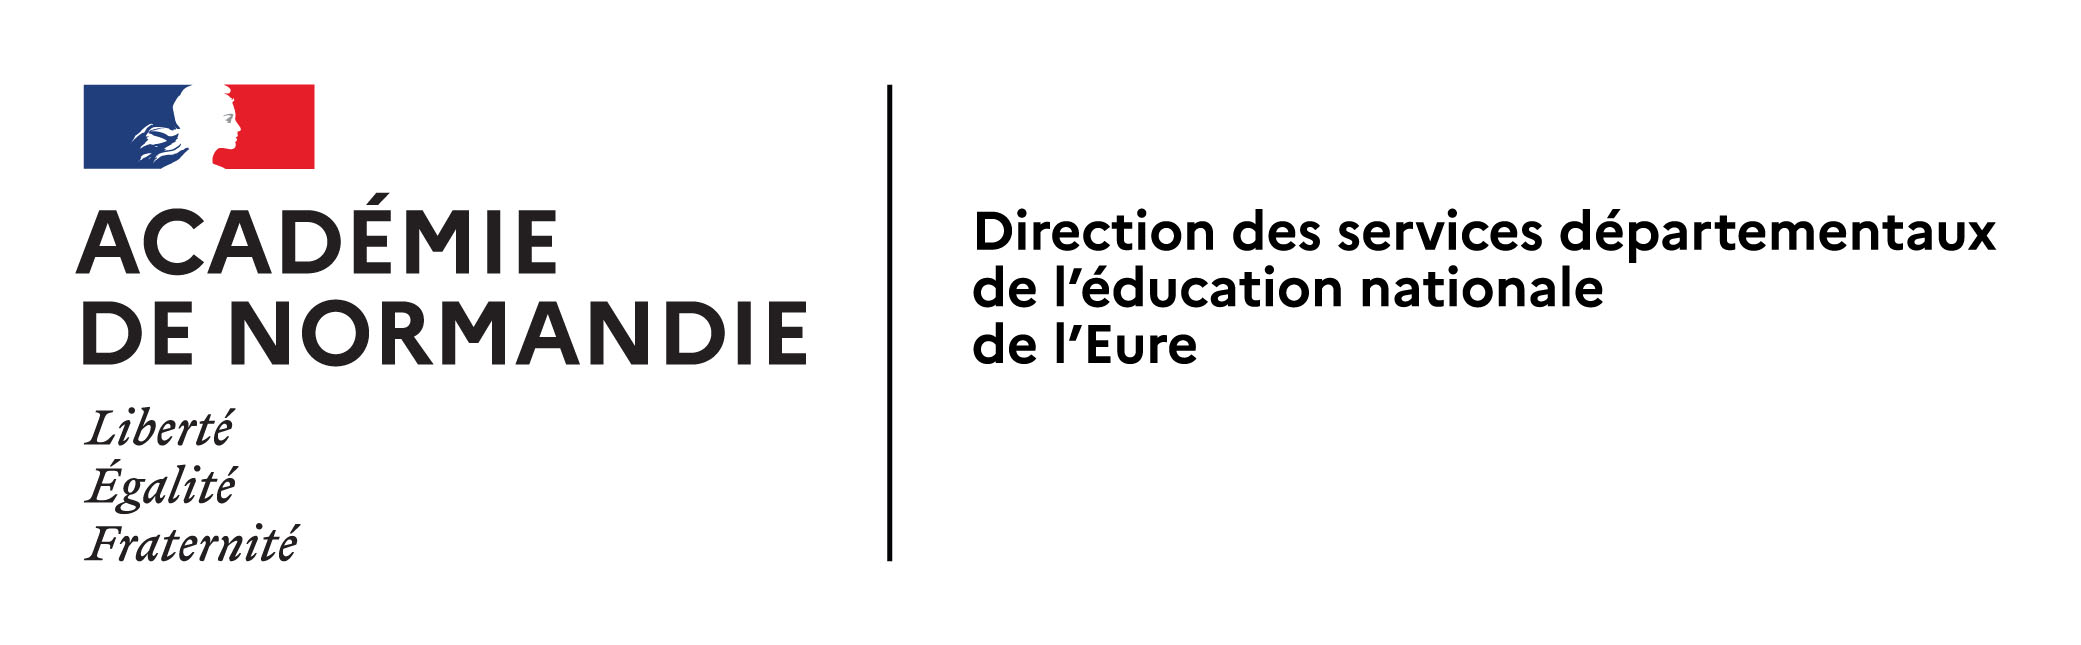 ACADÉMIE
DE NORMANDIE
Liberté
Égalité
Fraternité
Direction des services départementaux
de l’éducation nationale
de l’Eure